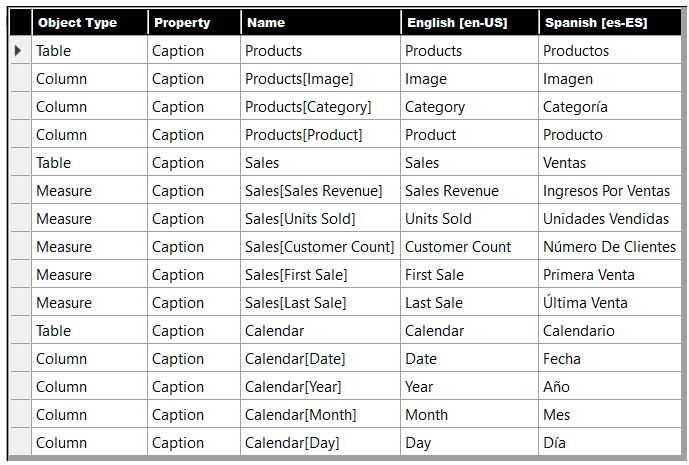 Object Type Property Name English [en-US] Spanish [es-ES]
Table Caption Products Products Productos
Column Caption Products[Image] Image Imagen
Column Caption Products[Category] Category Categoría
Column Caption Products[Product] Product Producto
Table Caption Sales Sales Ventas
Measure Caption Sales[Sales Revenue] Sales Revenue Ingresos Por Ventas
Measure Caption Sales[Units Sold] Units Sold Unidades Vendidas
Measure Caption Sales[Customer Count] Customer Count Número De Clientes
Measure Caption Sales[First Sale] First Sale Primera Venta
Measure Caption Sales[Last Sale] Last Sale Última Venta
Table Caption Calendar Calendar Calendario
Column Caption Calendar[Date] Date Fecha
Column Caption Calendar[Year] Year Año
Column Caption Calendar[Month] Month Mes
Column Caption Calendar[Day] Day Día